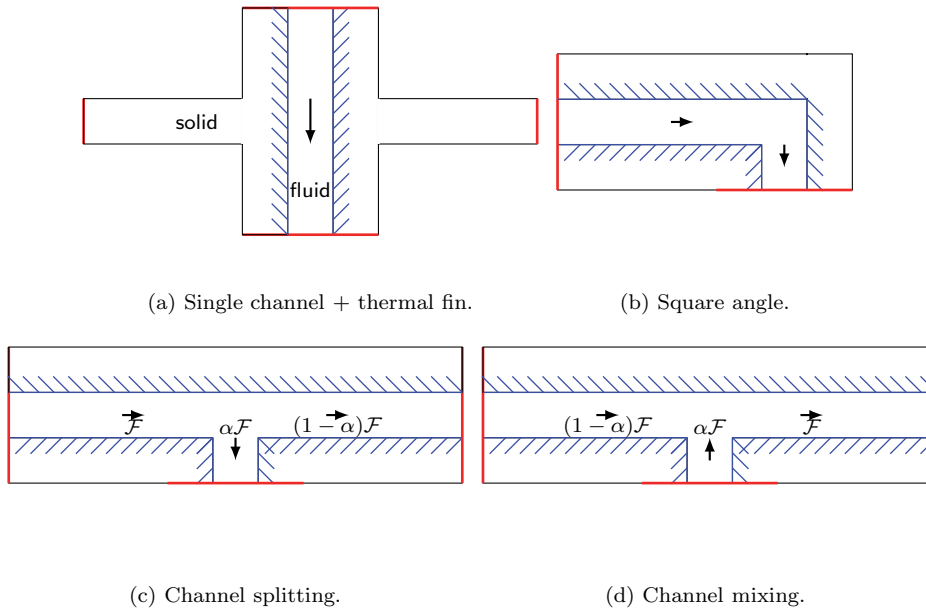 solid
fluid
(a) Single channel + thermal fin.
(b) Square angle.
F αF (1 − α)F
(1 − α)F αF F
(c) Channel splitting.
(d) Channel mixing.